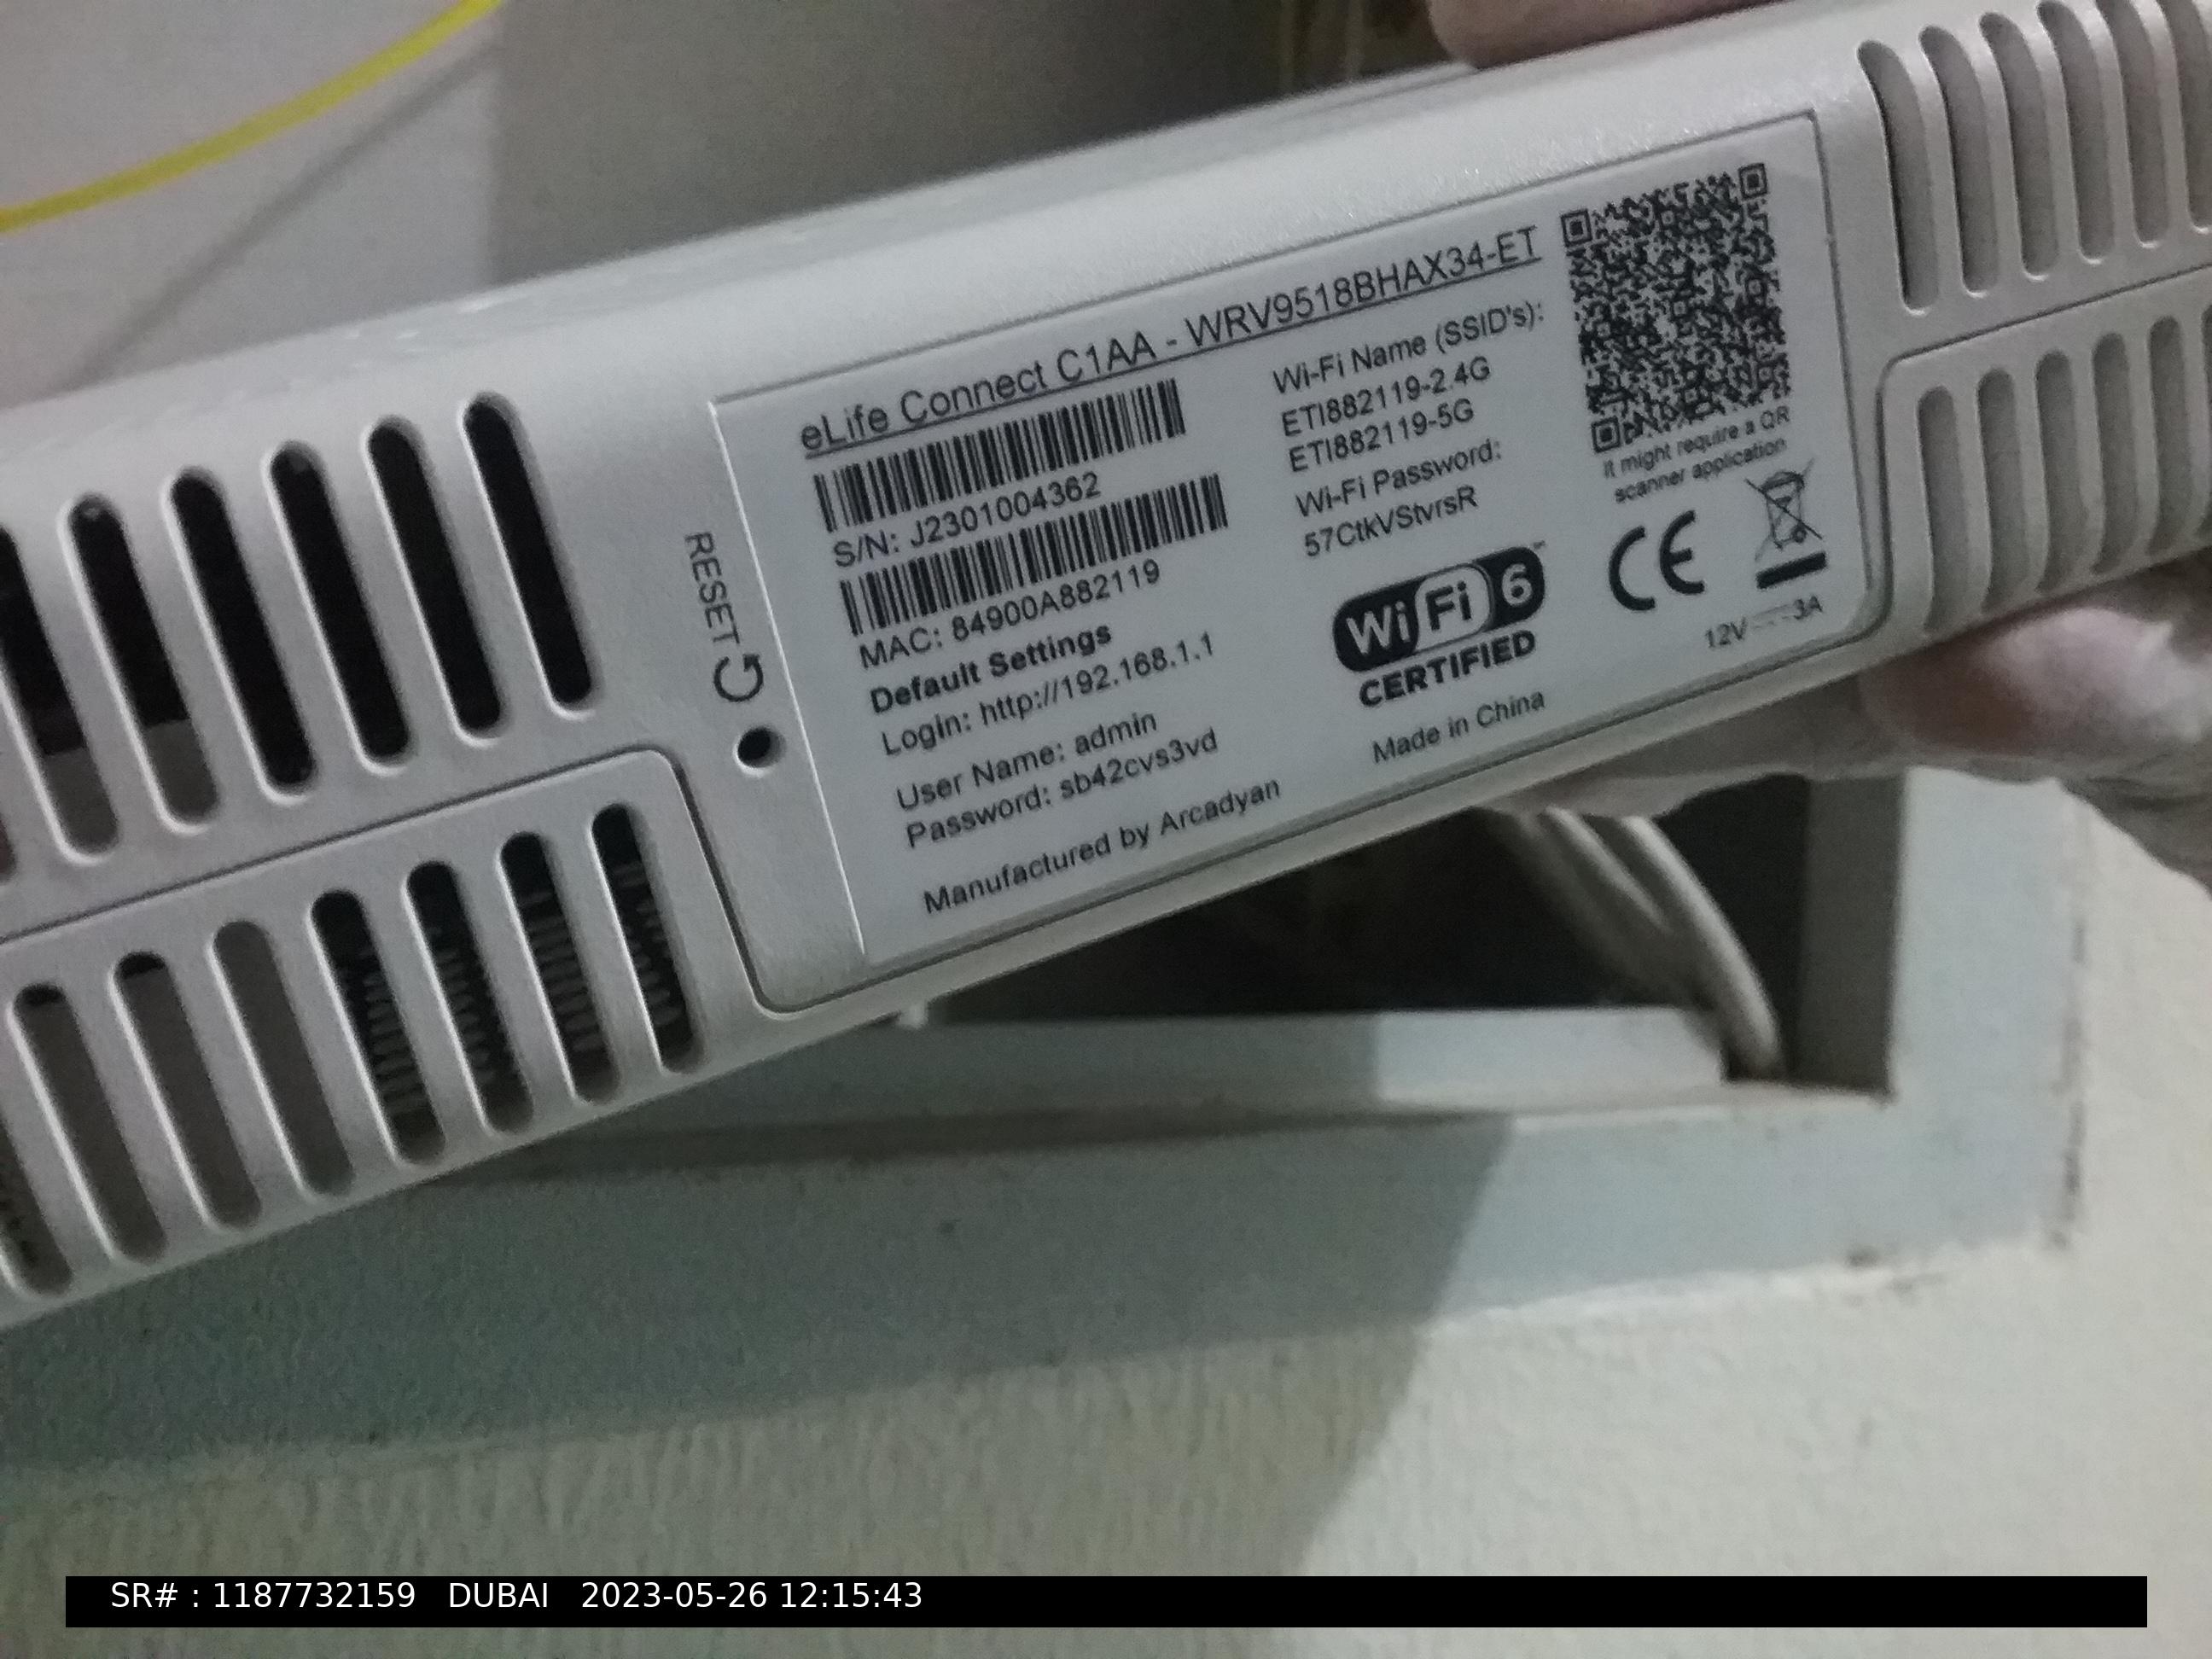 eLife Connect C1AA - WRV9518BHAX34-ET
S/N: J2301004362
MAC: 84900A882119
Default Settings
Login: http://192.168.1.1
User Name: admin
Password: sb42cvs3vd
Manufactured by Arcadyan
Wi-Fi Name (SSID's):
ETI882119-2.4G
ETI882119-5G
Wi-Fi Password:
57CtkVStvrsR
Wi Fi 6
CERTIFIED
Made in China
It might require a QR
scanner application
CE
12V ⎓ 3A
RESET
SR# : 1187732159 DUBAI 2023-05-26 12:15:43